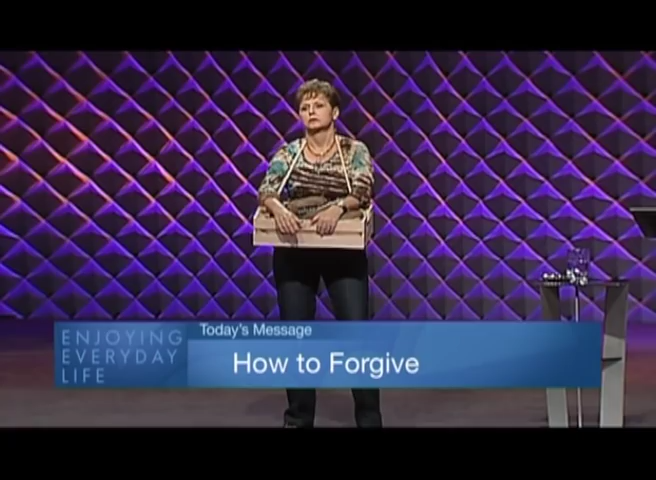 Today's Message
ENJOYING
EVERYDAY
LIFE
How to Forgive